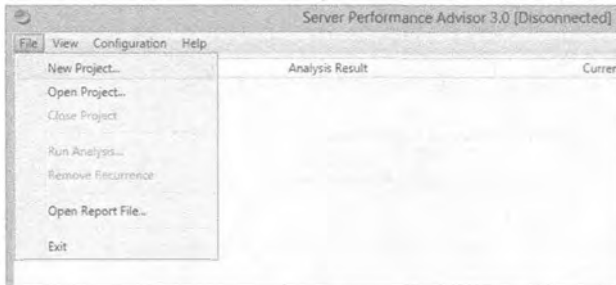 Server Performance Advisor 3.0 [Disconnected]
File View Configuration Help
New Project... Analysis Result Curren
Open Project...
Close Project
Run Analysis...
Remove Recurrence
Open Report File...
Exit